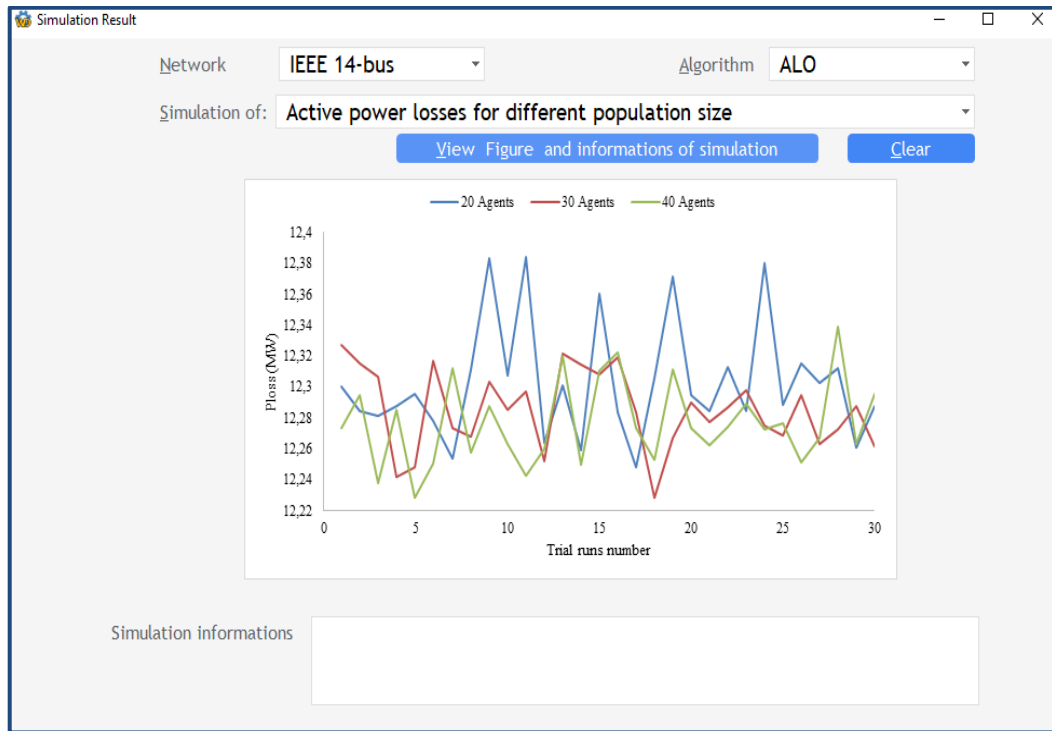 Simulation Result
Network IEEE 14-bus Algorithm ALO
Simulation of: Active power losses for different population size
View Figure and informations of simulation Clear
20 Agents 30 Agents 40 Agents
12,4
12,38
12,36
12,34
12,32
12,3
12,28
12,26
12,24
12,22
Ploss (MW)
0 5 10 15 20 25 30
Trial runs number
Simulation informations